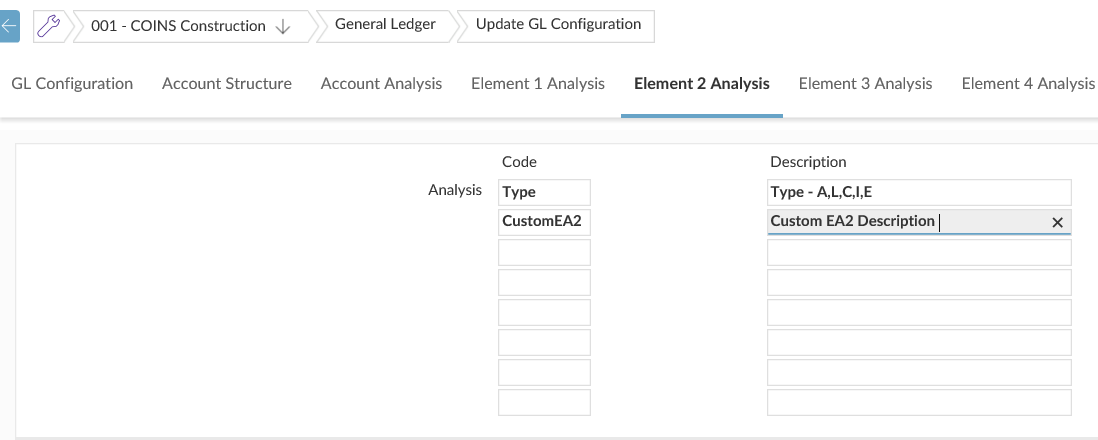 001 - COINS Construction General Ledger Update GL Configuration
GL Configuration Account Structure Account Analysis Element 1 Analysis Element 2 Analysis Element 3 Analysis Element 4 Analysis
Code Description
Analysis Type Type - A,L,C,I,E
CustomEA2 Custom EA2 Description